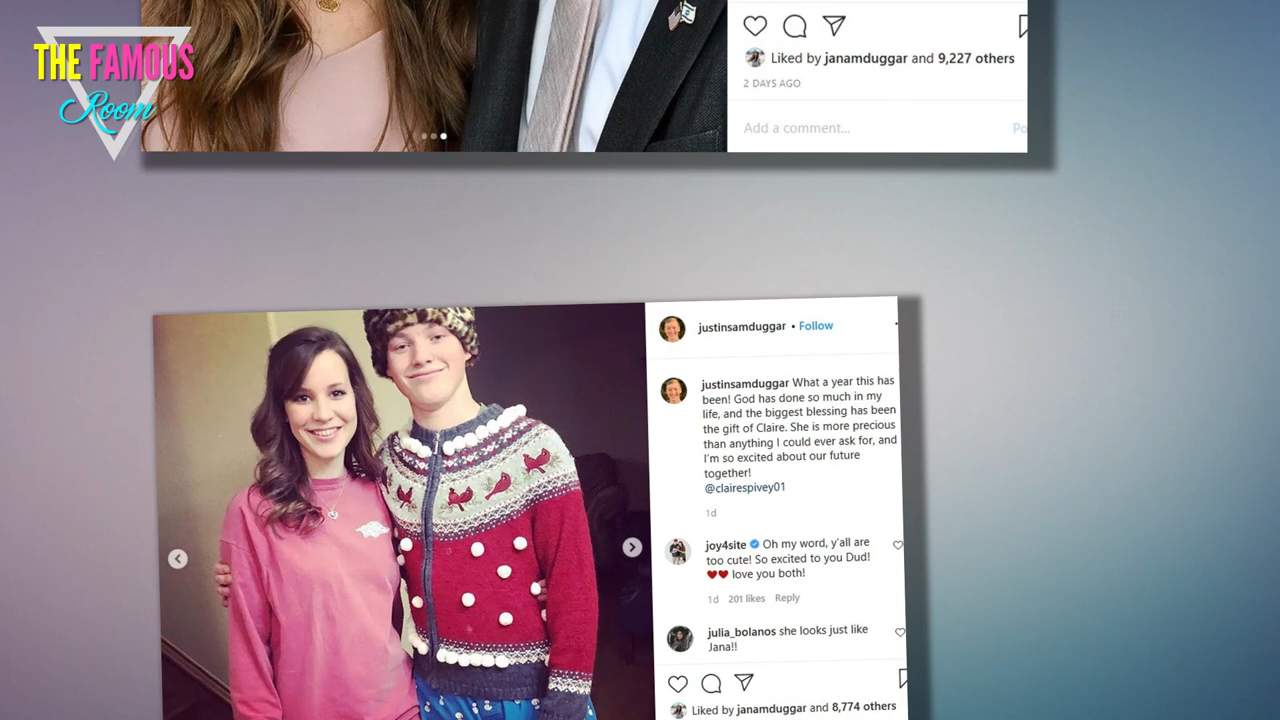 THE FAMOUS
Room
Liked by janamduggar and 9,227 others
2 DAYS AGO
Add a comment...
Po
justinsamduggar • Follow
justinsamduggar What a year this has
been! God has done so much in my
life, and the biggest blessing has been
the gift of Claire. She is more precious
than anything I could ever ask for, and
I'm so excited about our future
together!
@clairespivey01
1d
joy4site Oh my word, y'all are
too cute! So excited to you Dud!
❤❤ love you both!
1d 201 likes Reply
julia_bolanos she looks just like
Jana!!
Liked by janamduggar and 8,774 others